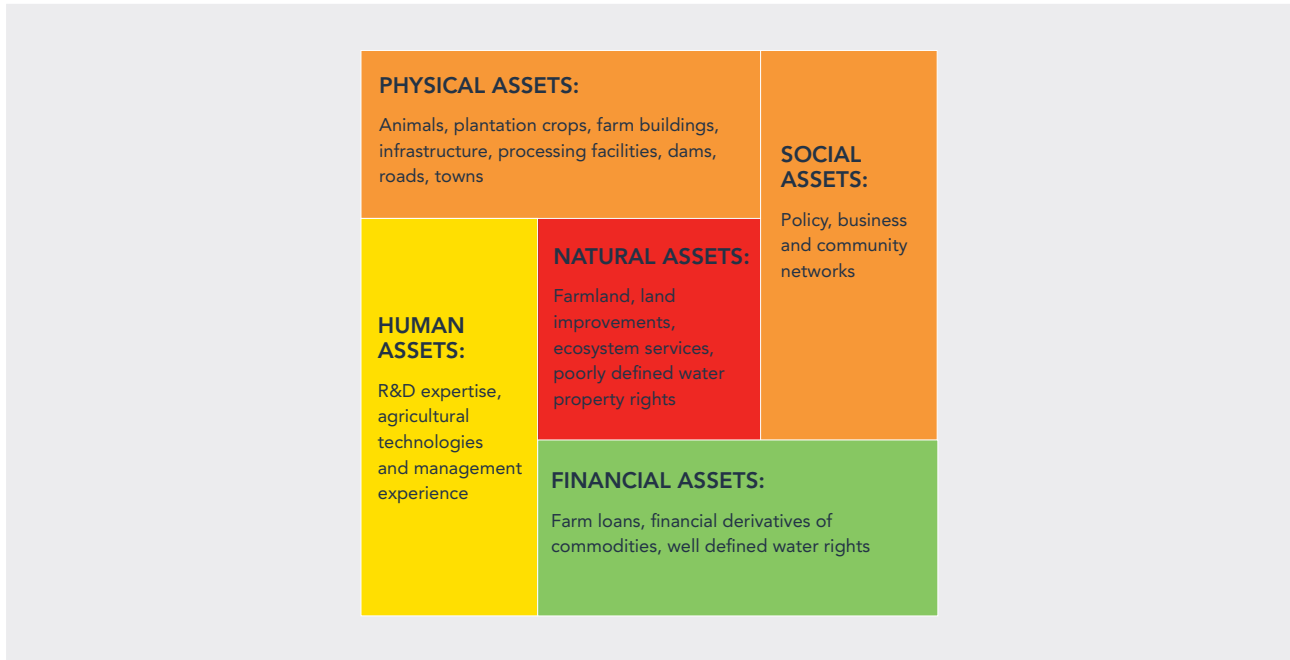 PHYSICAL ASSETS:
Animals, plantation crops, farm buildings,
infrastructure, processing facilities, dams,
roads, towns
SOCIAL
ASSETS:
Policy, business
and community
networks
HUMAN
ASSETS:
R&D expertise,
agricultural
technologies
and management
experience
NATURAL ASSETS:
Farmland, land
improvements,
ecosystem services,
poorly defined water
property rights
FINANCIAL ASSETS:
Farm loans, financial derivatives of
commodities, well defined water rights